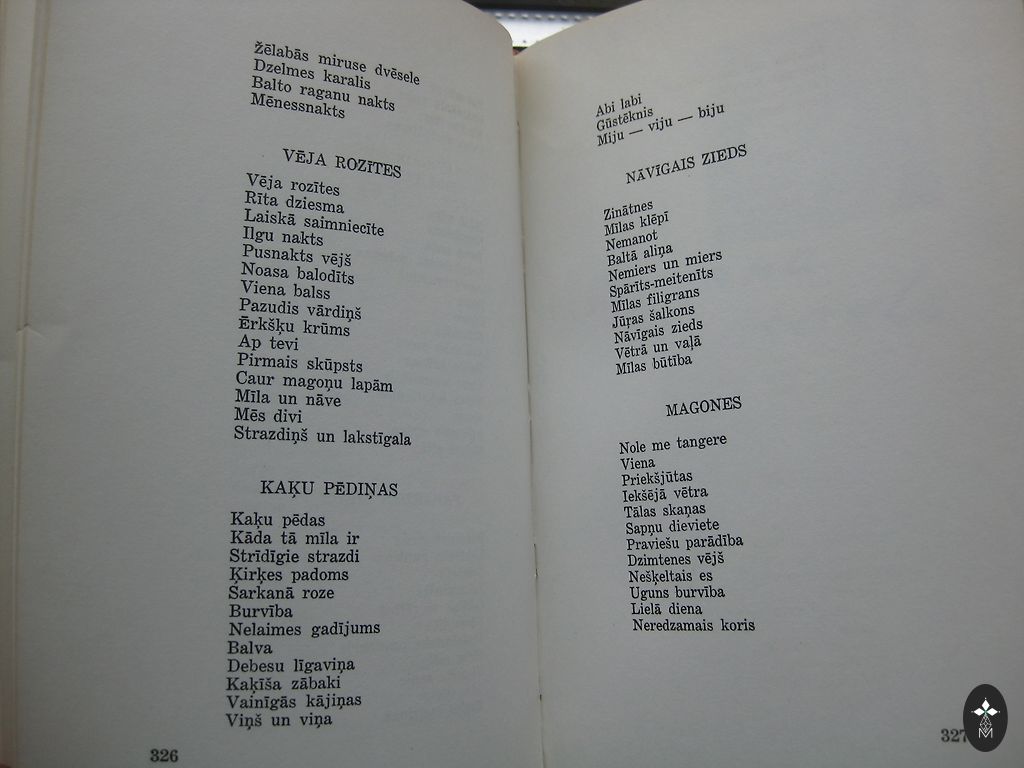 Žēlabās miruse dvēsele
Dzelmes karalis
Balto raganu nakts
Mēnessnakts
VĒJA ROZĪTES
Vēja rozītes
Rīta dziesma
Laiskā saimniecīte
Ilgu nakts
Pusnakts vējš
Noasa balodīts
Viena balss
Pazudis vārdiņš
Ērkšķu krūms
Ap tevi
Pirmais skūpsts
Caur magoņu lapām
Mīla un nāve
Mēs divi
Strazdiņš un lakstīgala
KAĶU PĒDIŅAS
Kaķu pēdas
Kāda tā mīla ir
Strīdīgie strazdi
Ķirķes padoms
Sarkanā roze
Burvība
Nelaimes gadījums
Balva
Debesu līgaviņa
Kaķīša zābaki
Vainīgās kājiņas
Viņš un viņa
326
Abi labi
Gūstēknis
Miju — viju — biju
NĀVĪGAIS ZIEDS
Zinātnes
Mīlas klēpī
Nemanot
Baltā aliņa
Nemiers un miers
Spārīts-meitenīts
Mīlas filigrans
Jūŗas šalkons
Nāvīgais zieds
Vētrā un vaļā
Mīlas būtība
MAGONES
Nole me tangere
Viena
Priekšjūtas
Iekšējā vētra
Tālas skaņas
Sapņu dieviete
Praviešu parādība
Dzimtenes vējš
Nešķeltais es
Uguns burvība
Lielā diena
Neredzamais koris
327
M